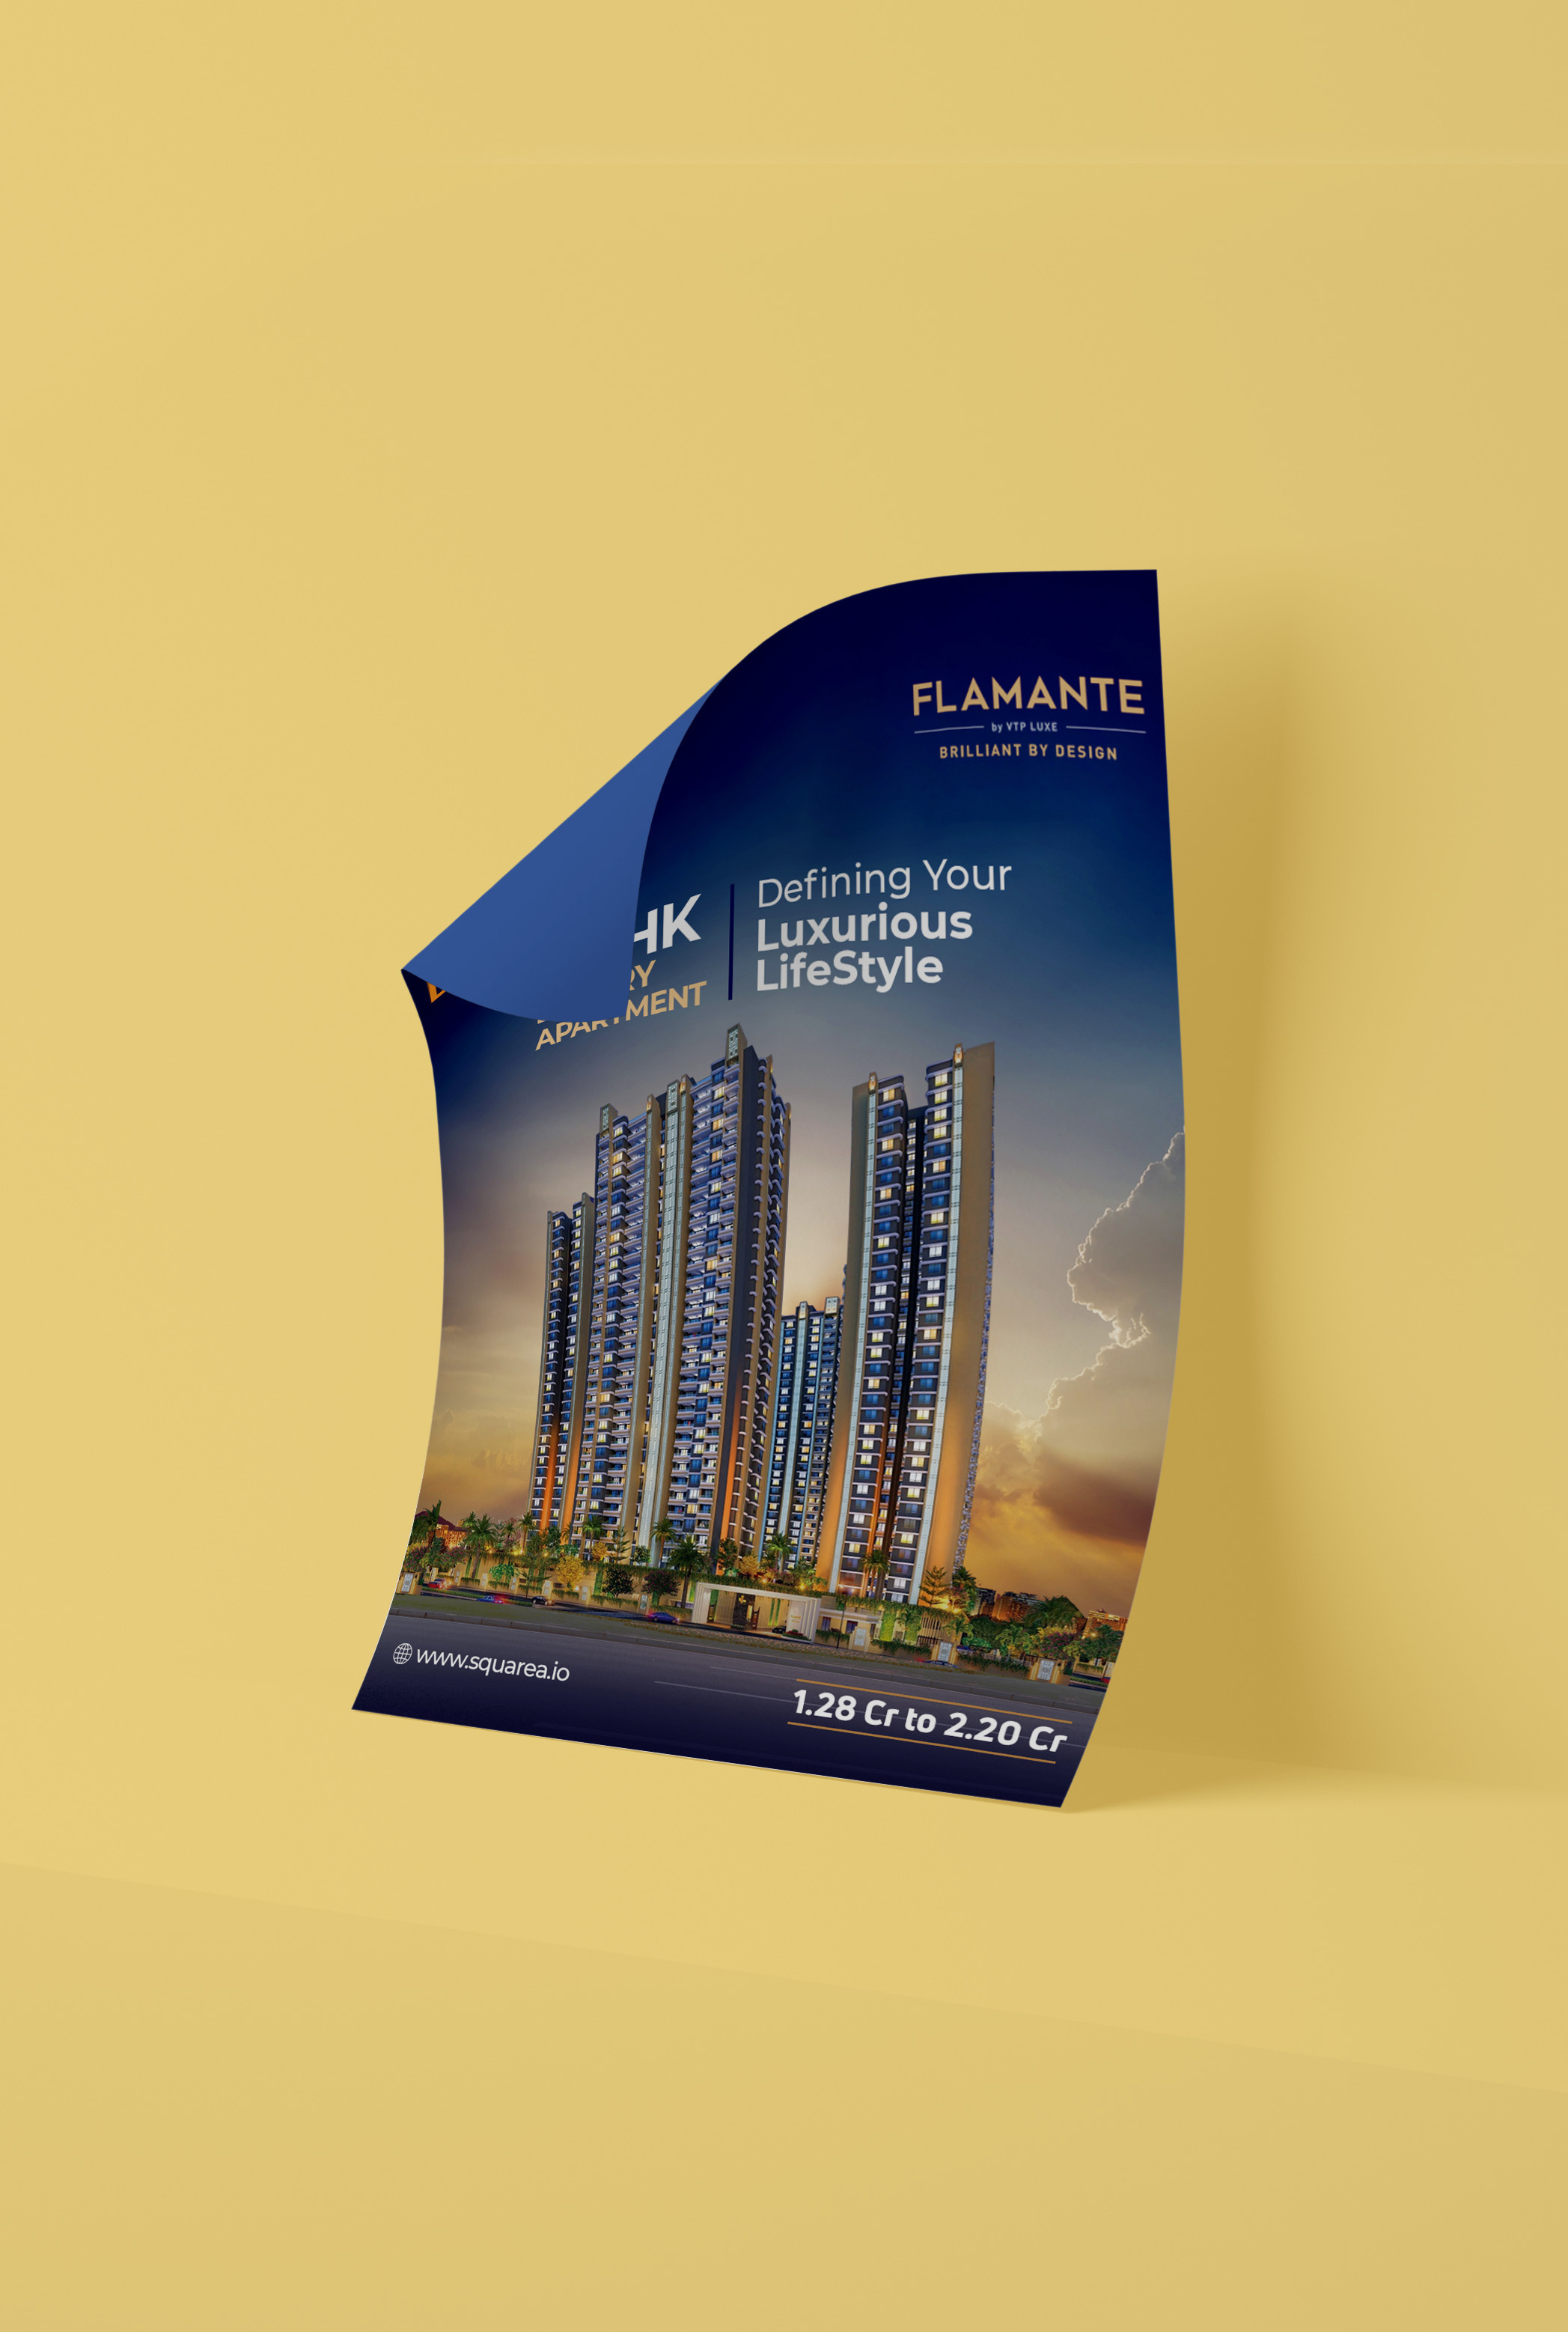 FLAMANTE
by VTP LUXE
BRILLIANT BY DESIGN
HK
RY
APARTMENT
Defining Your
Luxurious
LifeStyle
www.squarea.io
1.28 Cr to 2.20 Cr